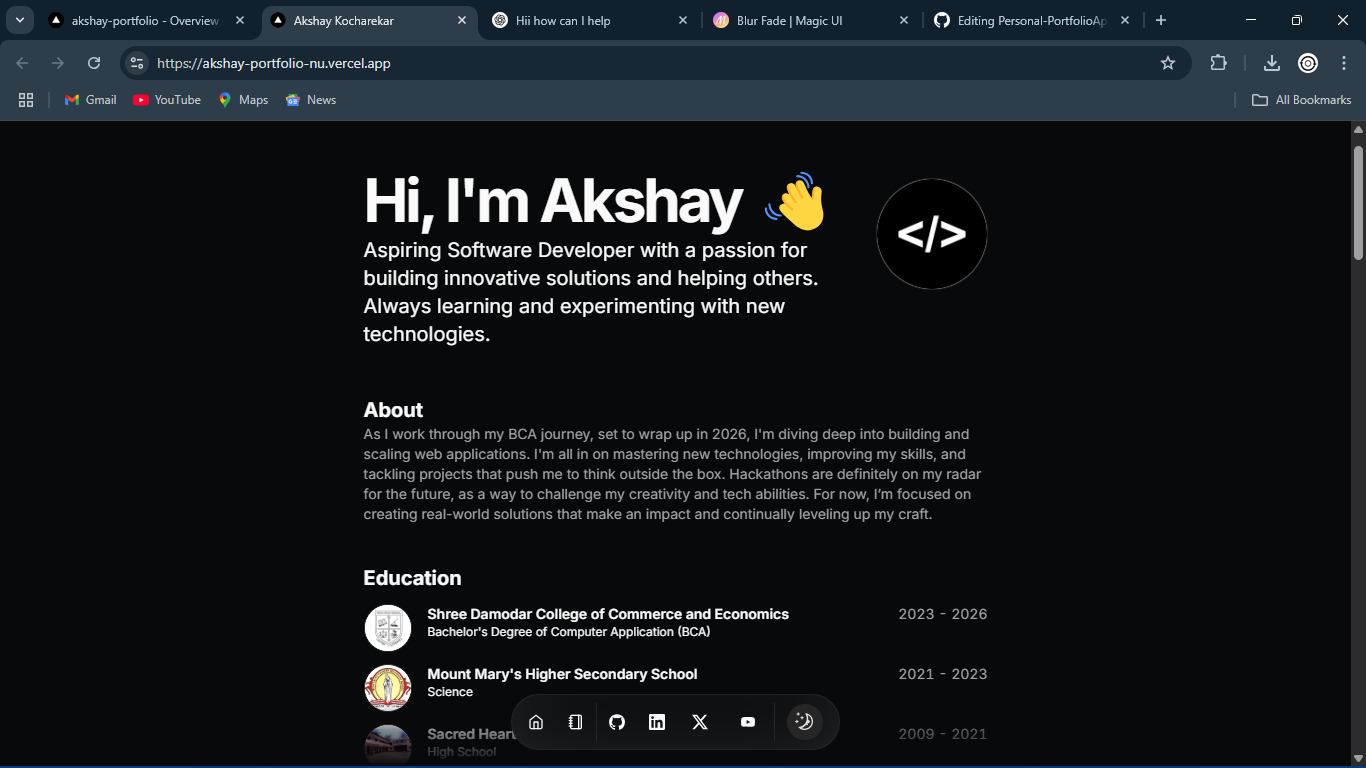 akshay-portfolio - Overview
Akshay Kocharekar
Hii how can I help
Blur Fade | Magic UI
Editing Personal-PortfolioAp
https://akshay-portfolio-nu.vercel.app
Gmail
YouTube
Maps
News
All Bookmarks
Hi, I'm Akshay
</>
Aspiring Software Developer with a passion for
building innovative solutions and helping others.
Always learning and experimenting with new
technologies.
About
As I work through my BCA journey, set to wrap up in 2026, I'm diving deep into building and
scaling web applications. I'm all in on mastering new technologies, improving my skills, and
tackling projects that push me to think outside the box. Hackathons are definitely on my radar
for the future, as a way to challenge my creativity and tech abilities. For now, I’m focused on
creating real-world solutions that make an impact and continually leveling up my craft.
Education
Shree Damodar College of Commerce and Economics
2023 - 2026
Bachelor's Degree of Computer Application (BCA)
Mount Mary's Higher Secondary School
2021 - 2023
Science
Sacred Heart
2009 - 2021
High School